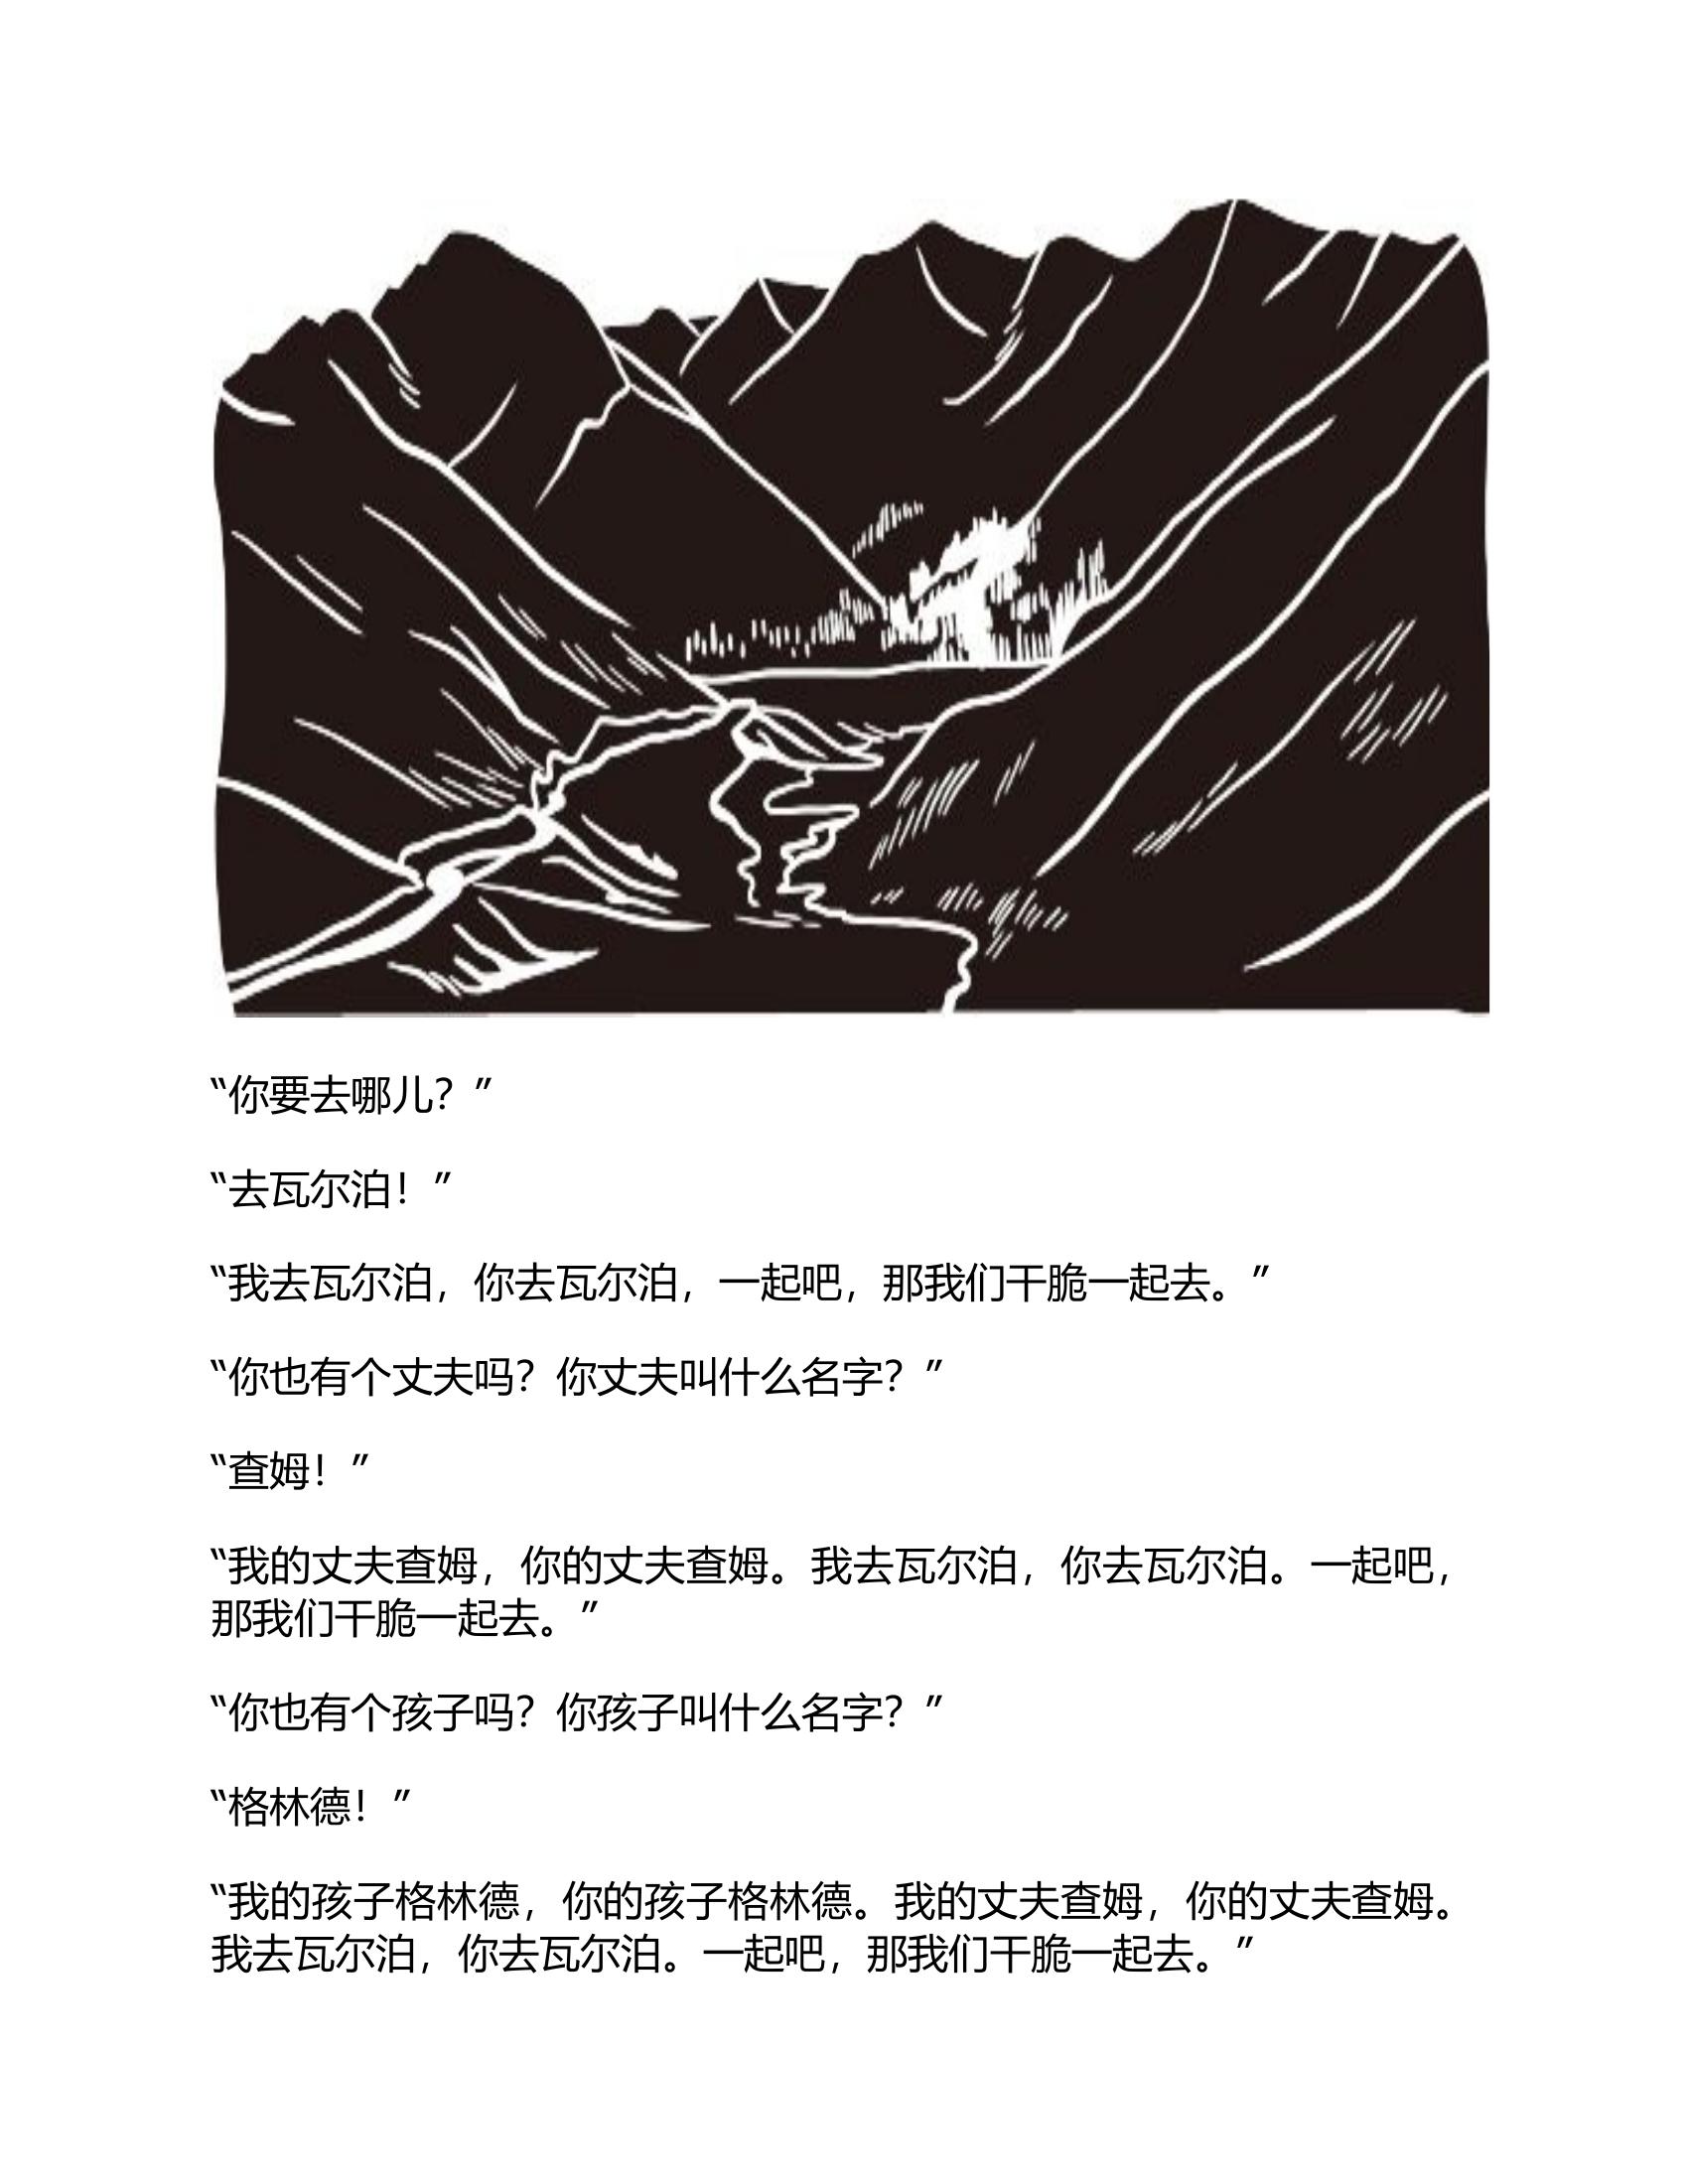 “你要去哪儿？”
“去瓦尔泊！”
“我去瓦尔泊，你去瓦尔泊，一起吧，那我们干脆一起去。”
“你也有个丈夫吗？你丈夫叫什么名字？”
“查姆！”
“我的丈夫查姆，你的丈夫查姆。我去瓦尔泊，你去瓦尔泊。一起吧，
那我们干脆一起去。”
“你也有个孩子吗？你孩子叫什么名字？”
“格林德！”
“我的孩子格林德，你的孩子格林德。我的丈夫查姆，你的丈夫查姆。
我去瓦尔泊，你去瓦尔泊。一起吧，那我们干脆一起去。”